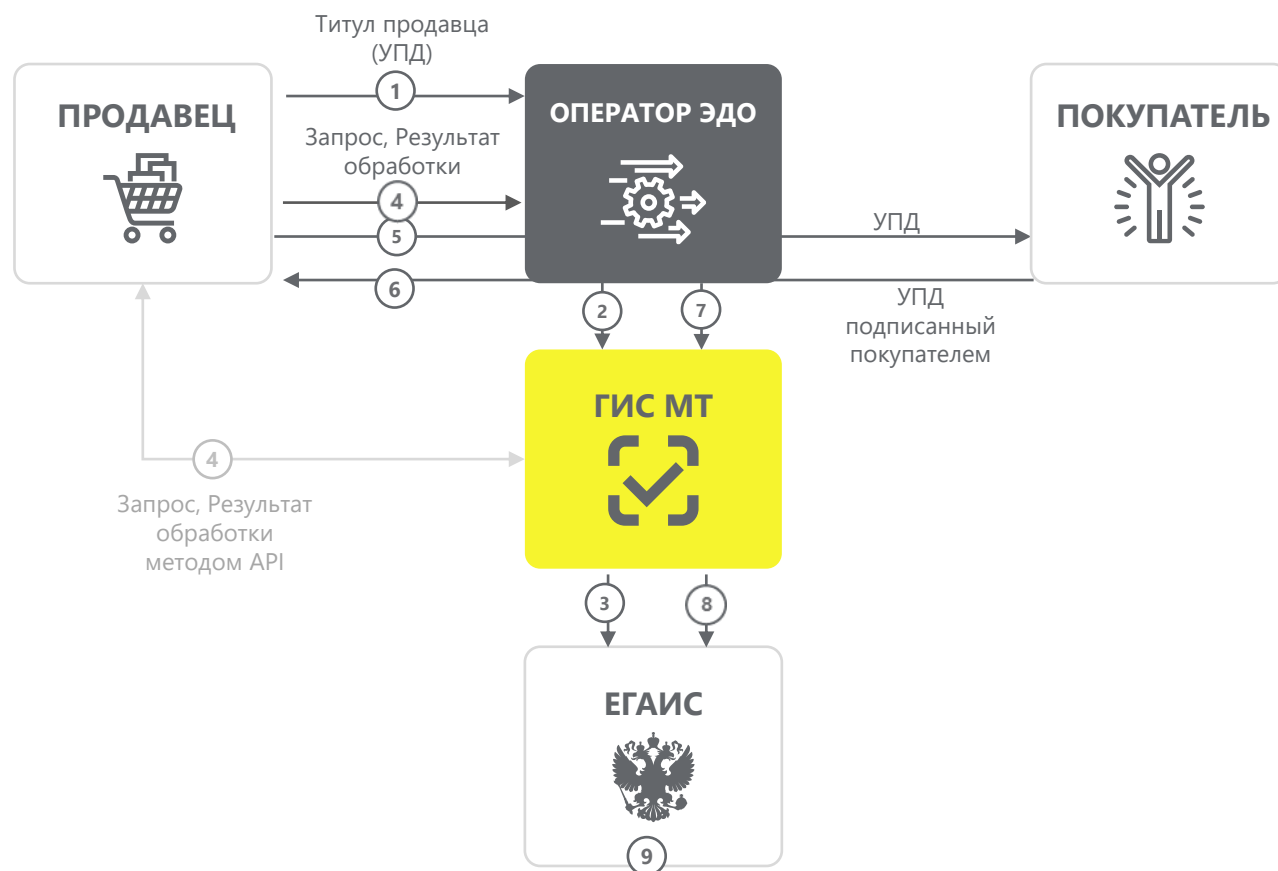 Титул продавца
(УПД)
1
ПРОДАВЕЦ
ОПЕРАТОР ЭДО
ПОКУПАТЕЛЬ
Запрос, Результат
обработки
4
5
УПД
6
УПД
подписанный
покупателем
2
7
ГИС МТ
4
Запрос, Результат
обработки
методом API
3
8
ЕГАИС
9